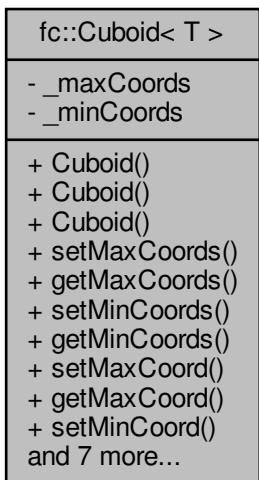 fc::Cuboid< T >
- _maxCoords
- _minCoords
+ Cuboid()
+ Cuboid()
+ Cuboid()
+ setMaxCoords()
+ getMaxCoords()
+ setMinCoords()
+ getMinCoords()
+ setMaxCoord()
+ getMaxCoord()
+ setMinCoord()
and 7 more...